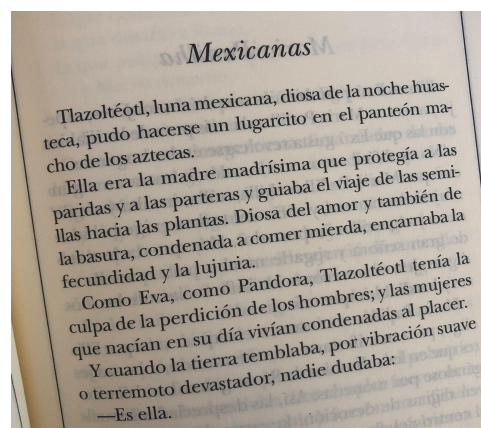 Mexicanas
Tlazoltéotl, luna mexicana, diosa de la noche huas-
teca, pudo hacerse un lugarcito en el panteón ma-
cho de los aztecas.
Ella era la madre madrísima que protegía a las
paridas y a las parteras y guiaba el viaje de las semi-
llas hacia las plantas. Diosa del amor y también de
la basura, condenada a comer mierda, encarnaba la
fecundidad y la lujuria.
Como Eva, como Pandora, Tlazoltéotl tenía la
culpa de la perdición de los hombres; y las mujeres
que nacían en su día vivían condenadas al placer.
Y cuando la tierra temblaba, por vibración suave
o terremoto devastador, nadie dudaba:
—Es ella.